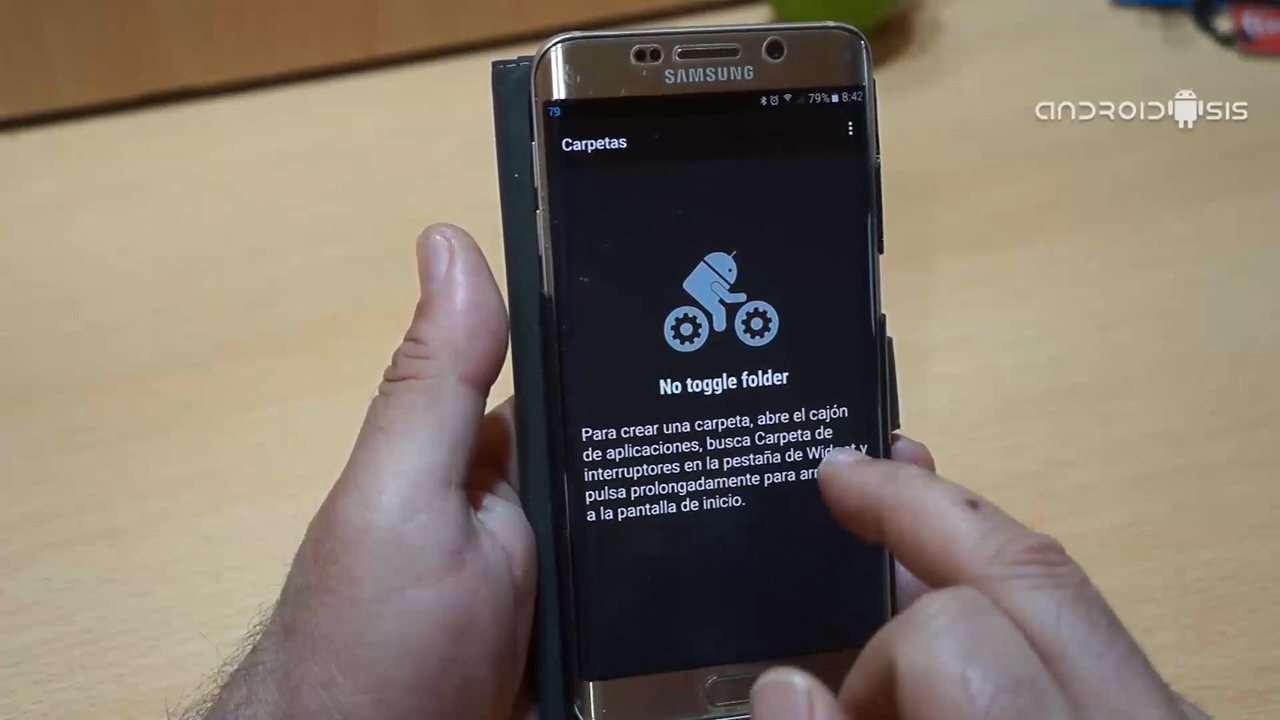 SAMSUNG
79
79% 8:42
Carpetas
ANDROIDSIS
No toggle folder
Para crear una carpeta, abre el cajón
de aplicaciones, busca Carpeta de
interruptores en la pestaña de Widget y
pulsa prolongadamente para
a la pantalla de inicio.